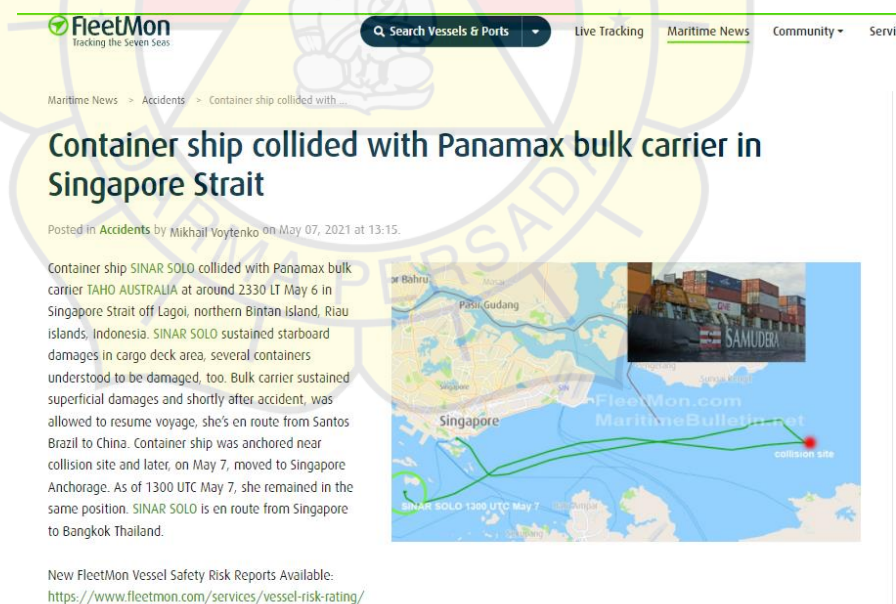 FleetMon
Tracking the Seven Seas
Search Vessels & Ports
Live Tracking
Maritime News
Community
Servi
Maritime News > Accidents > Container ship collided with ...
Container ship collided with Panamax bulk carrier in
Singapore Strait
Posted in Accidents by Mikhail Voytenko on May 07, 2021 at 13:15.
Container ship SINAR SOLO collided with Panamax bulk
carrier TAHO AUSTRALIA at around 2330 LT May 6 in
Singapore Strait off Lagoi, northern Bintan Island, Riau
islands, Indonesia. SINAR SOLO sustained starboard
damages in cargo deck area, several containers
understood to be damaged, too. Bulk carrier sustained
superficial damages and shortly after accident, was
allowed to resume voyage, she's en route from Santos
Brazil to China. Container ship was anchored near
collision site and later, on May 7, moved to Singapore
Anchorage. As of 1300 UTC May 7, she remained in the
same position. SINAR SOLO is en route from Singapore
to Bangkok Thailand.
New FleetMon Vessel Safety Risk Reports Available:
https://www.fleetmon.com/services/vessel-risk-rating/
or Bahru
Pasir Gudang
SAMUDERA
Singapore
Singapore
FleetMon.com
MaritimeBulletin.net
collision site
SINAR SOLO 1300 UTC May 7
DARMA PERSADA